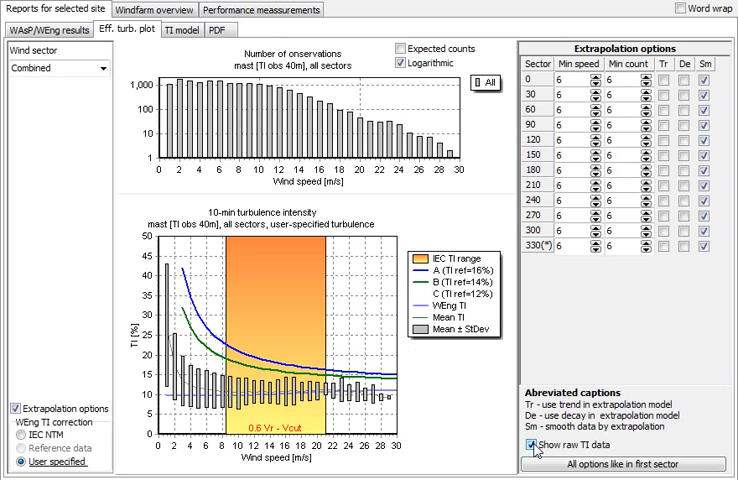 Reports for selected site Windfarm overview Performance measurements Word wrap
WAsP/WEng results Eff. turb. plot TI model PDF
Wind sector
Combined
Number of onservations
mast [TI obs 40m], all sectors
Expected counts
Logarithmic
All
1,000
100
10
1
0 2 4 6 8 10 12 14 16 18 20 22 24 26 28 30
Wind speed [m/s]
10-min turbulence intensity
mast [TI obs 40m], all sectors, user-specified turbulence
50
45
40
35
30
25
20
15
10
5
0
TI [%]
0 2 4 6 8 10 12 14 16 18 20 22 24 26 28 30
Wind speed [m/s]
0.6 Vr - Vcut
IEC TI range
A (TI ref=16%)
B (TI ref=14%)
C (TI ref=12%)
WEng TI
Mean TI
Mean ± StDev
Extrapolation options
WEng TI correction
IEC NTM
Reference data
User specified
Extrapolation options
Sector Min speed Min count Tr De Sm
0 6 6
30 6 6
60 6 6
90 6 6
120 6 6
150 6 6
180 6 6
210 6 6
240 6 6
270 6 6
300 6 6
330(*) 6 6
Abreviated captions
Tr - use trend in extrapolation model
De - use decay in extrapolation model
Sm - smooth data by extrapolation
Show raw TI data
All options like in first sector